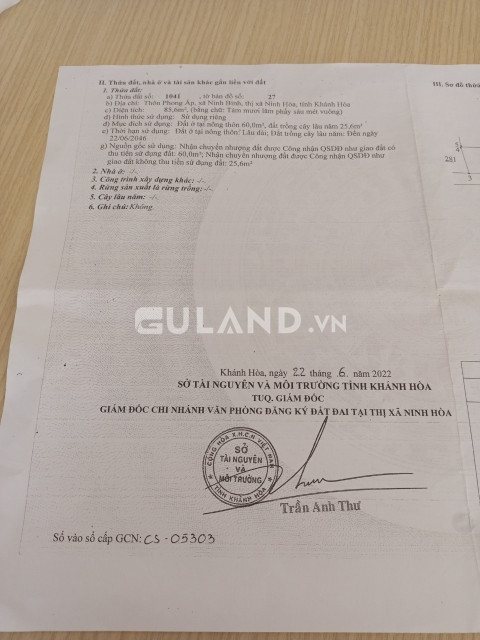 II. Thửa đất, nhà ở và tài sản khác gắn liền với đất
1. Thửa đất:
a) Thửa đất số: 1041 , tờ bản đồ số: 27
b) Địa chỉ: Thôn Phong Ấp, xã Ninh Bình, thị xã Ninh Hòa, tỉnh Khánh Hòa
c) Diện tích: 85,6m², (bằng chữ: Tám mươi lăm phẩy sáu mét vuông)
d) Hình thức sử dụng: Sử dụng riêng
đ) Mục đích sử dụng: Đất ở tại nông thôn 60,0m², đất trồng cây lâu năm 25,6m²
e) Thời hạn sử dụng: Đất ở tại nông thôn: Lâu dài; Đất trồng cây lâu năm: Đến ngày
22/06/2046
g) Nguồn gốc sử dụng: Nhận chuyển nhượng đất được Công nhận QSDĐ như giao đất có
thu tiền sử dụng đất: 60,0m²; Nhận chuyển nhượng đất được Công nhận QSDĐ như
giao đất không thu tiền sử dụng đất: 25,6m²
2. Nhà ở: -/-
3. Công trình xây dựng khác: -/-
4. Rừng sản xuất là rừng trồng: -/-
5. Cây lâu năm: -/-
6. Ghi chú: Không.
III. Sơ đồ thửa
281
3
GULAND.VN
Khánh Hòa, ngày 22 tháng 6 năm 2022
SỞ TÀI NGUYÊN VÀ MÔI TRƯỜNG TỈNH KHÁNH HÒA
TUQ. GIÁM ĐỐC
GIÁM ĐỐC CHI NHÁNH VĂN PHÒNG ĐĂNG KÝ ĐẤT ĐAI TẠI THỊ XÃ NINH HÒA
CỘNG HÒA X.H.C.N VIỆT NAM
SỞ
TÀI NGUYÊN
VÀ
MÔI TRƯỜNG
TỈNH KHÁNH HÒA
Trần Anh Thư
Số vào sổ cấp GCN: CS - 05303